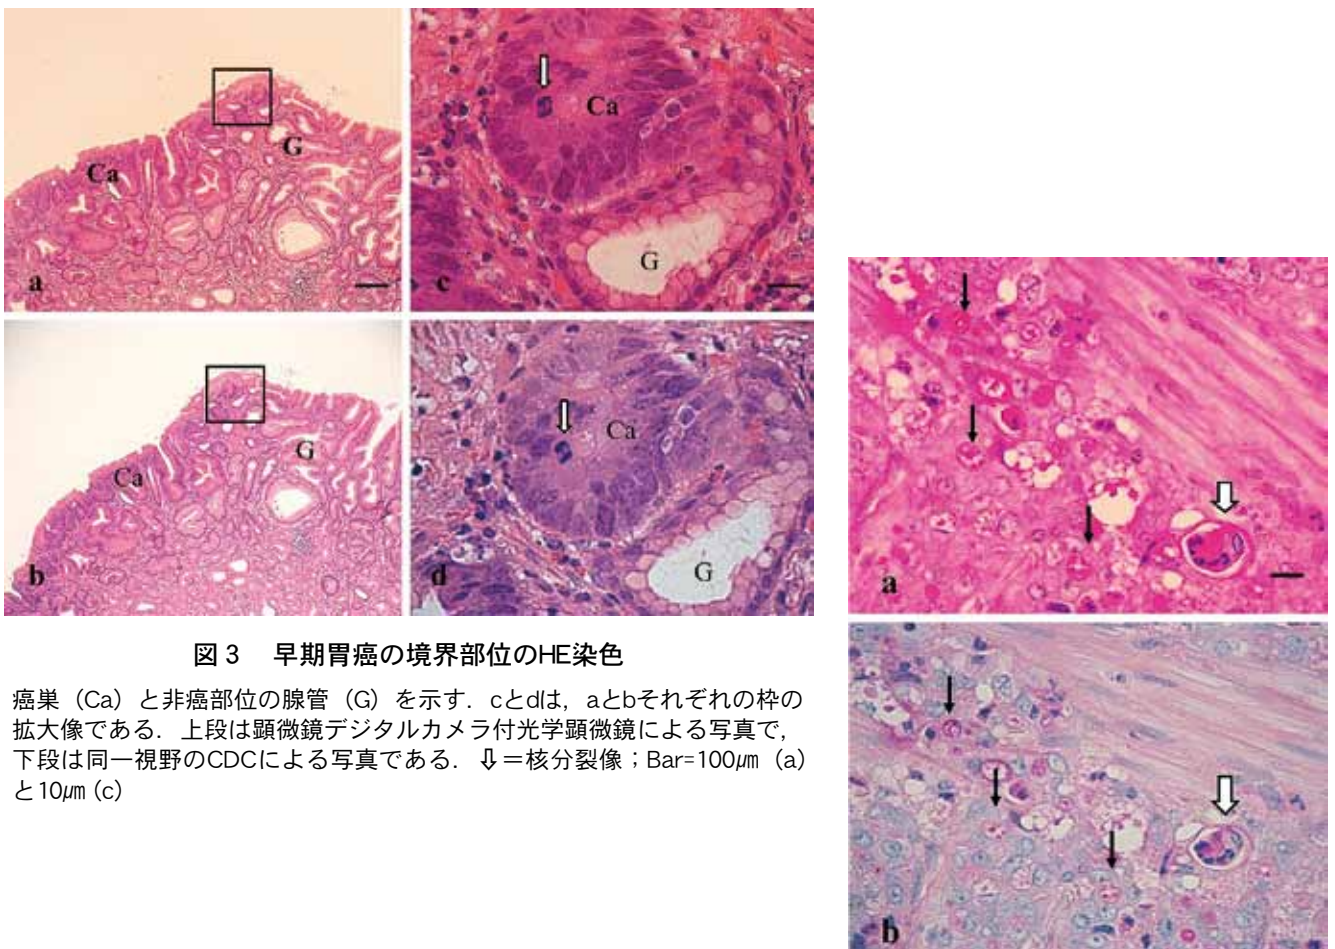 a
Ca
G
c
Ca
G
b
Ca
G
d
Ca
G
図3 早期胃癌の境界部位のHE染色
癌巣（Ca）と非癌部位の腺管（G）を示す．cとdは，aとbそれぞれの枠の
拡大像である．上段は顕微鏡デジタルカメラ付光学顕微鏡による写真で，
下段は同一視野のCDCによる写真である．⇩＝核分裂像；Bar=100μm（a）
と10μm（c）
a
b